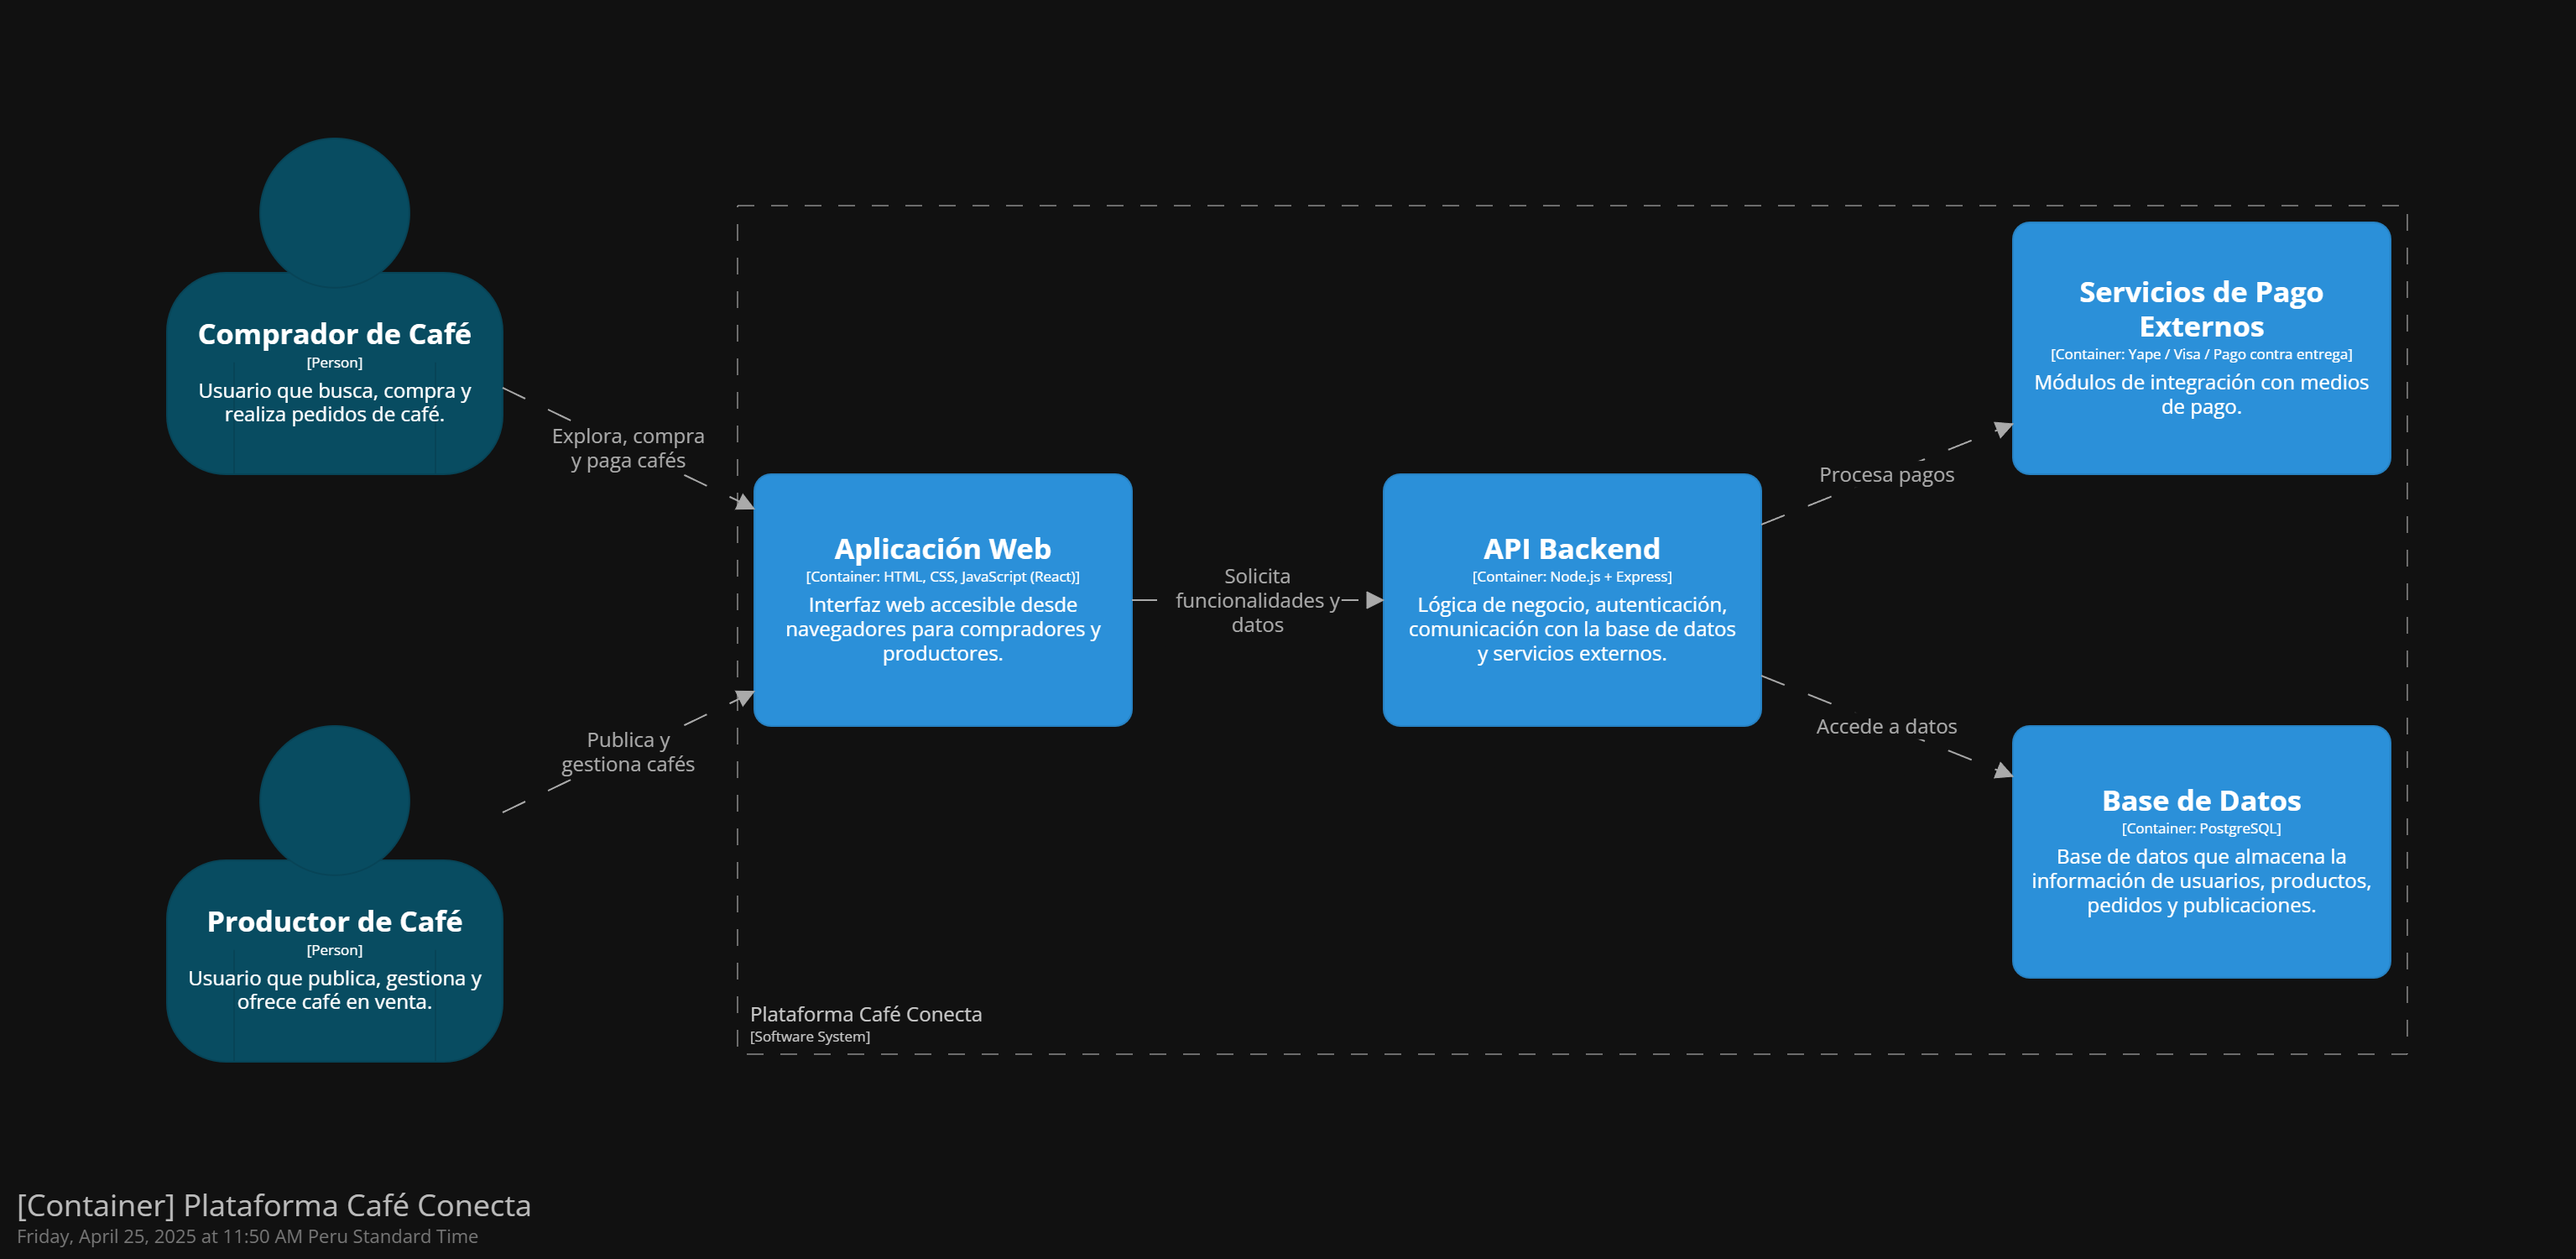 Comprador de Café
[Person]
Usuario que busca, compra y
realiza pedidos de café.
Explora, compra
y paga cafés
Productor de Café
[Person]
Usuario que publica, gestiona y
ofrece café en venta.
Publica y
gestiona cafés
Aplicación Web
[Container: HTML, CSS, JavaScript (React)]
Interfaz web accesible desde
navegadores para compradores y
productores.
Solicita
funcionalidades y
datos
API Backend
[Container: Node.js + Express]
Lógica de negocio, autenticación,
comunicación con la base de datos
y servicios externos.
Procesa pagos
Servicios de Pago
Externos
[Container: Yape / Visa / Pago contra entrega]
Módulos de integración con medios
de pago.
Accede a datos
Base de Datos
[Container: PostgreSQL]
Base de datos que almacena la
información de usuarios, productos,
pedidos y publicaciones.
Plataforma Café Conecta
[Software System]
[Container] Plataforma Café Conecta
Friday, April 25, 2025 at 11:50 AM Peru Standard Time